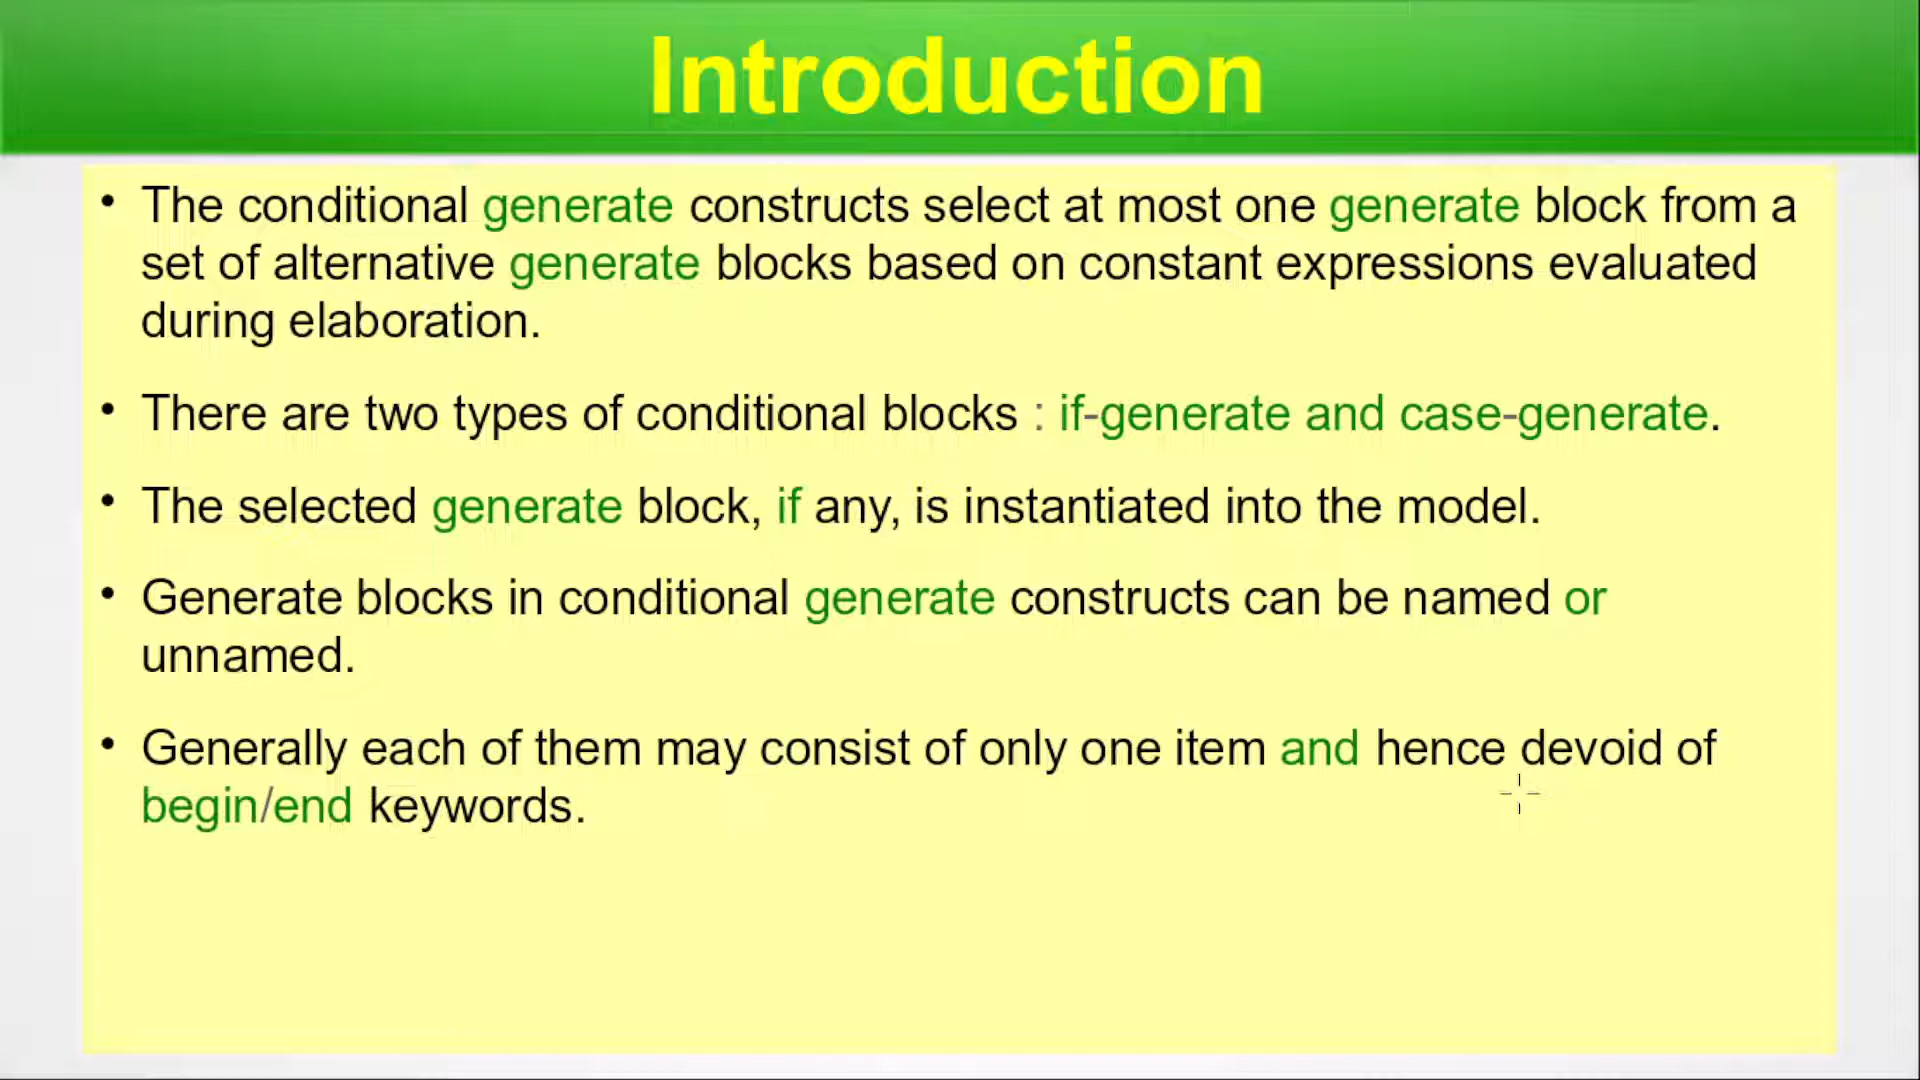 Introduction
• The conditional generate constructs select at most one generate block from a
set of alternative generate blocks based on constant expressions evaluated
during elaboration.
• There are two types of conditional blocks : if-generate and case-generate.
• The selected generate block, if any, is instantiated into the model.
• Generate blocks in conditional generate constructs can be named or
unnamed.
• Generally each of them may consist of only one item and hence devoid of
begin/end keywords.